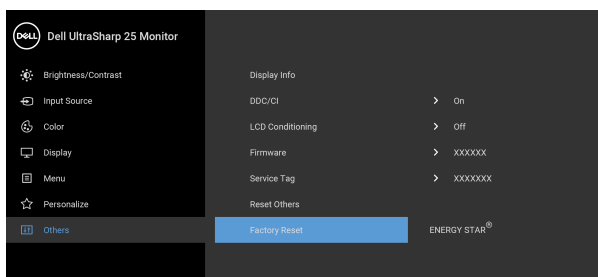 DELL Dell UltraSharp 25 Monitor
Brightness/Contrast Display Info
Input Source DDC/CI > On
Color LCD Conditioning > Off
Display Firmware > XXXXXX
Menu Service Tag > XXXXXXX
Personalize Reset Others
Others Factory Reset ENERGY STAR®